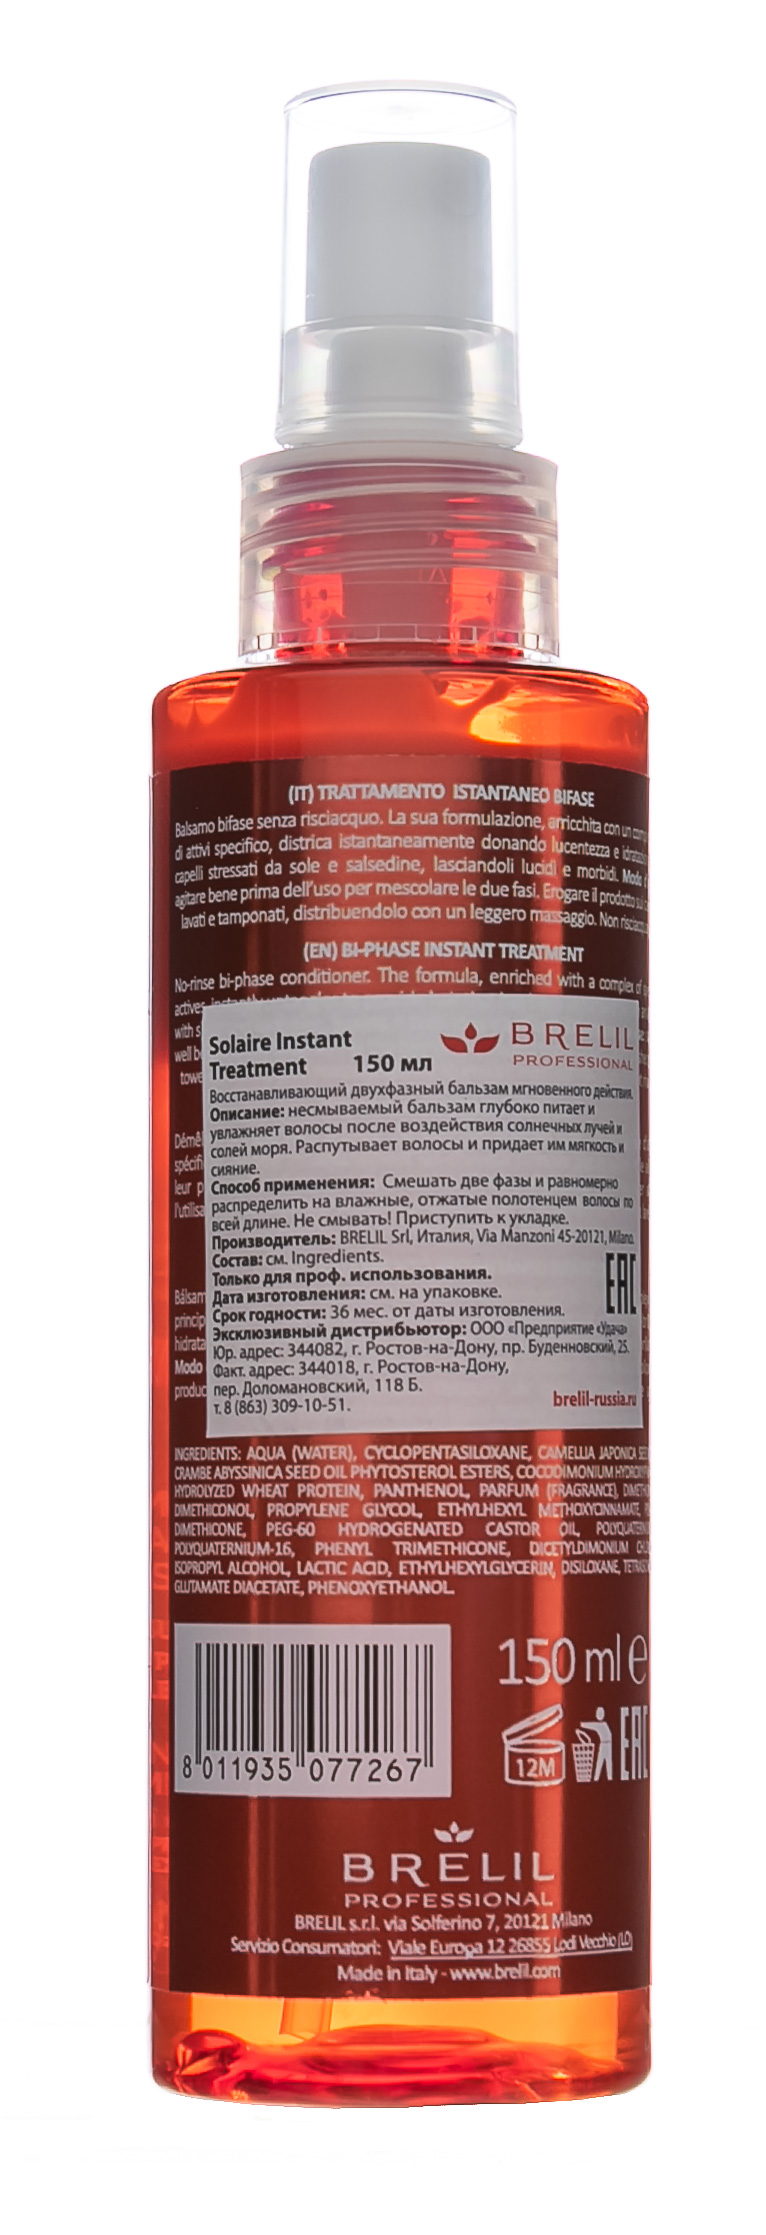 (IT) TRATTAMENTO ISTANTANEO BIFASE
Balsamo bifase senza risciacquo. La sua formulazione, arricchita con un
di attivi specifico, districa istantaneamente donando lucentezza e
capelli stressati da sole e salsedine, lasciandoli lucidi e morbidi. Modo
agitare bene prima dell'uso per mescolare le due fasi. Erogare il prodotto
lavati e tamponati, distribuendolo con un leggero massaggio. Non
(EN) BI-PHASE INSTANT TREATMENT
No-rinse bi-phase conditioner. The formula, enriched with a complex of
actives
with s
well b
towe
Solaire Instant
Treatment 150 мл
BRELIL
PROFESSIONAL
Восстанавливающий двухфазный бальзам мгновенного действия.
Описание: несмываемый бальзам глубоко питает и
увлажняет волосы после воздействия солнечных лучей и
солей моря. Распутывает волосы и придает им мягкость и
сияние.
Способ применения: Смешать две фазы и равномерно
распределить на влажные, отжатые полотенцем волосы по
всей длине. Не смывать! Приступить к укладке.
Производитель: BRELIL Srl, Италия, Via Manzoni 45-20121, Milano.
Состав: см. Ingredients.
Только для проф. использования.
Дата изготовления: см. на упаковке.
Срок годности: 36 мес. от даты изготовления.
EAC
Эксклюзивный дистрибьютор: ООО «Предприятие «Удача»
Юр. адрес: 344082, г. Ростов-на-Дону, пр. Буденновский, 25.
Факт. адрес: 344018, г. Ростов-на-Дону,
пер. Доломановский, 118 Б.
т. 8 (863) 309-10-51.
brelil-russia.ru
INGREDIENTS: AQUA (WATER), CYCLOPENTASILOXANE, CAMELLIA JAPONICA
CRAMBE ABYSSINICA SEED OIL PHYTOSTEROL ESTERS,
HYDROLYZED WHEAT PROTEIN, PANTHENOL, PARFUM (FRAGRANCE),
DIMETHICONOL, PROPYLENE GLYCOL, ETHYLHEXYL METHOXYCINNAMATE,
DIMETHICONE, PEG-60 HYDROGENATED CASTOR OIL,
POLYQUATERNIUM-16, PHENYL TRIMETHICONE, DICETYLDIMONIUM
ISOPROPYL ALCOHOL, LACTIC ACID, ETHYLHEXYLGLYCERIN, DISILOXANE,
GLUTAMATE DIACETATE, PHENOXYETHANOL.
8 011935 077267
150 ml e
12M
EAC
BRELIL
PROFESSIONAL
BRELIL s.r.l. via Solferino 7, 20121 Milano
Servizio Consumatori: Viale Europa 12 26855 Lodi Vecchio (LO)
Made in Italy - www.brelil.com